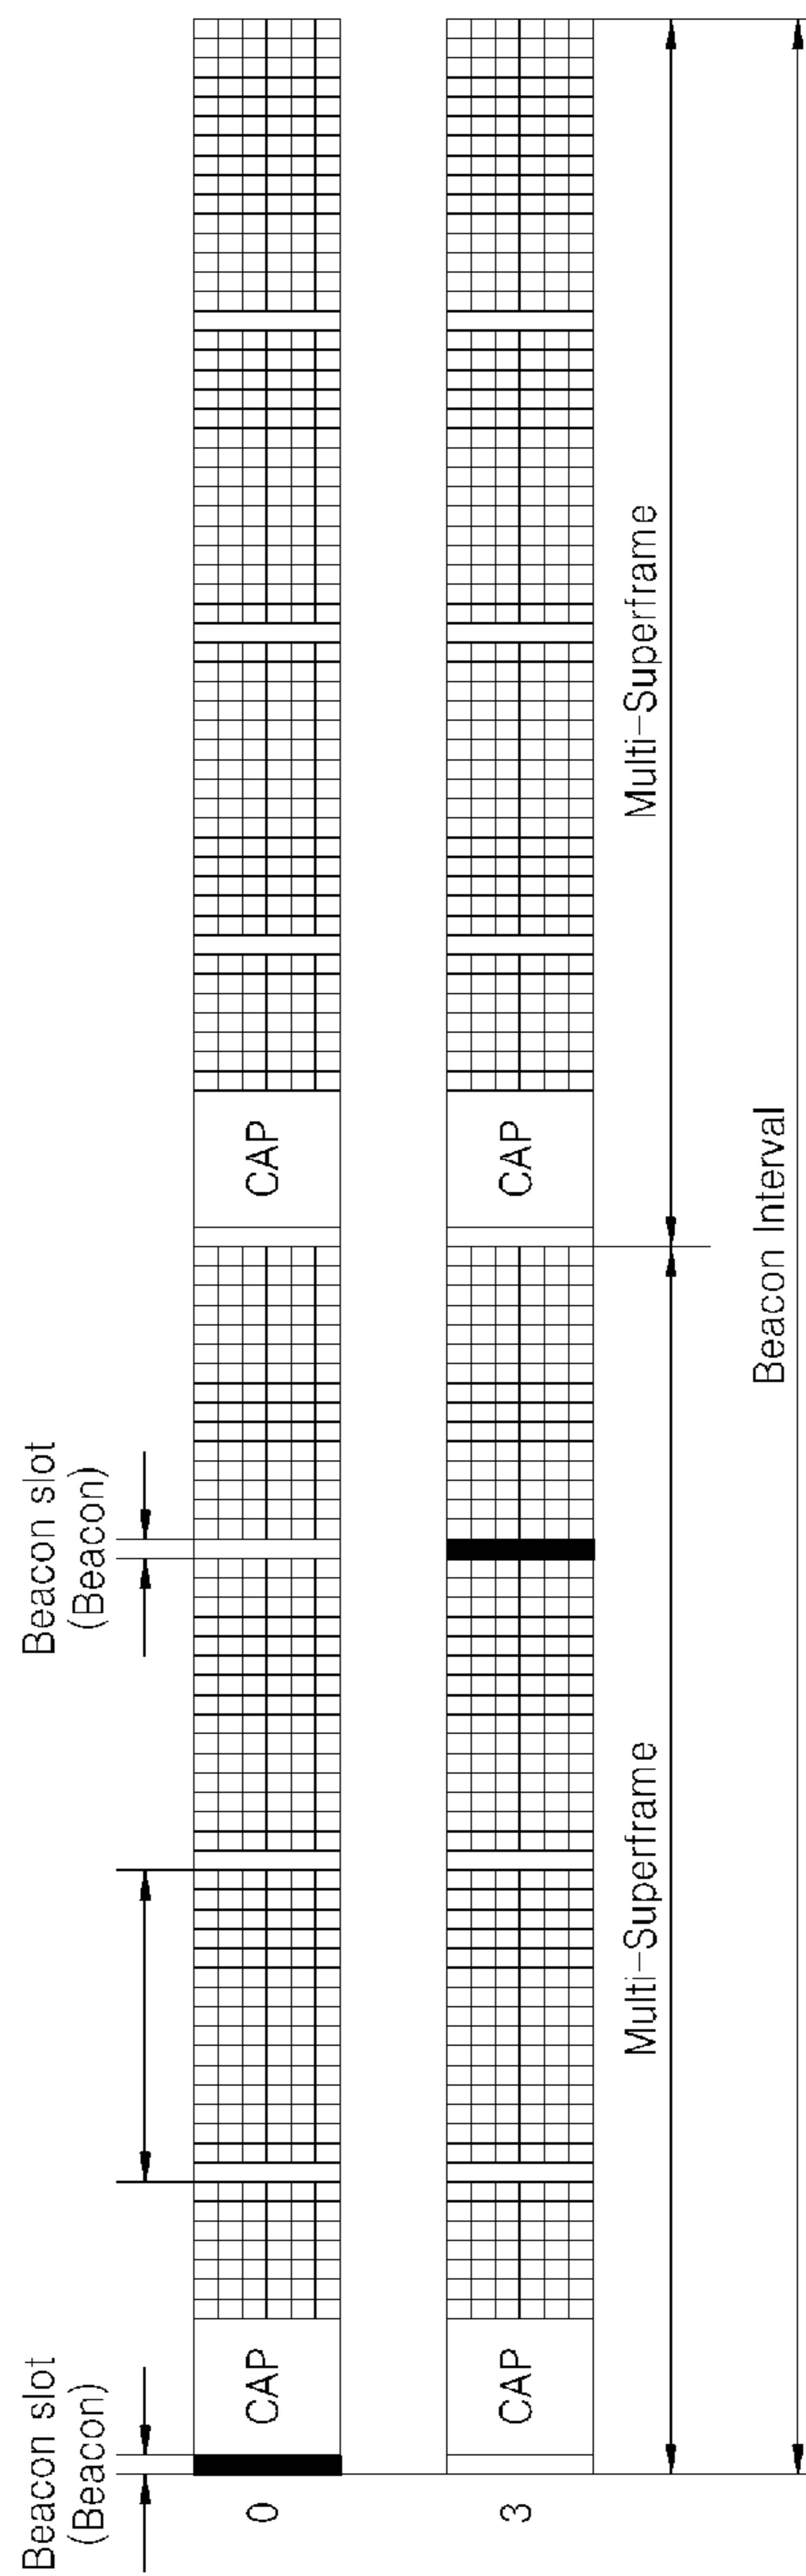 Beacon slot
(Beacon)
Beacon slot
(Beacon)
0
CAP
CAP
3
CAP
CAP
Multi-Superframe
Multi-Superframe
Beacon Interval